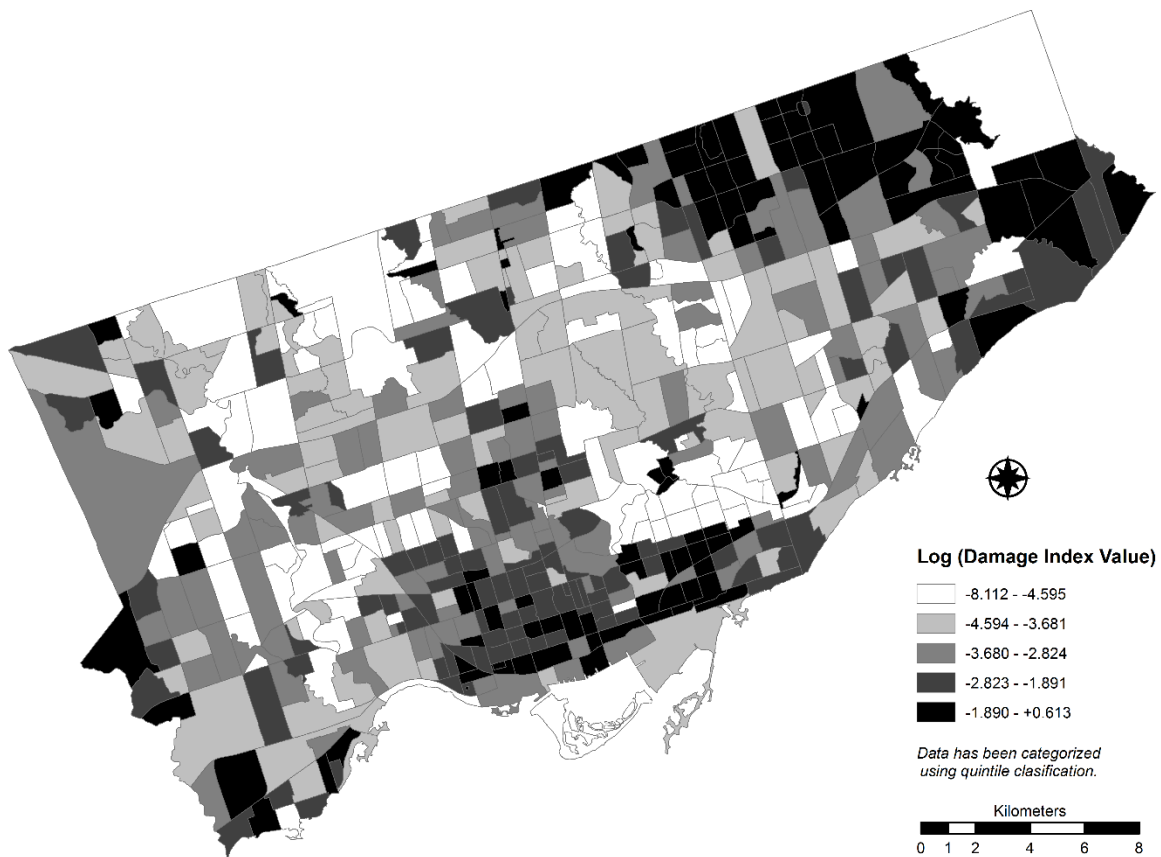 Log (Damage Index Value)
-8.112 - -4.595
-4.594 - -3.681
-3.680 - -2.824
-2.823 - -1.891
-1.890 - +0.613
Data has been categorized
using quintile clasification.
Kilometers
0 1 2 4 6 8